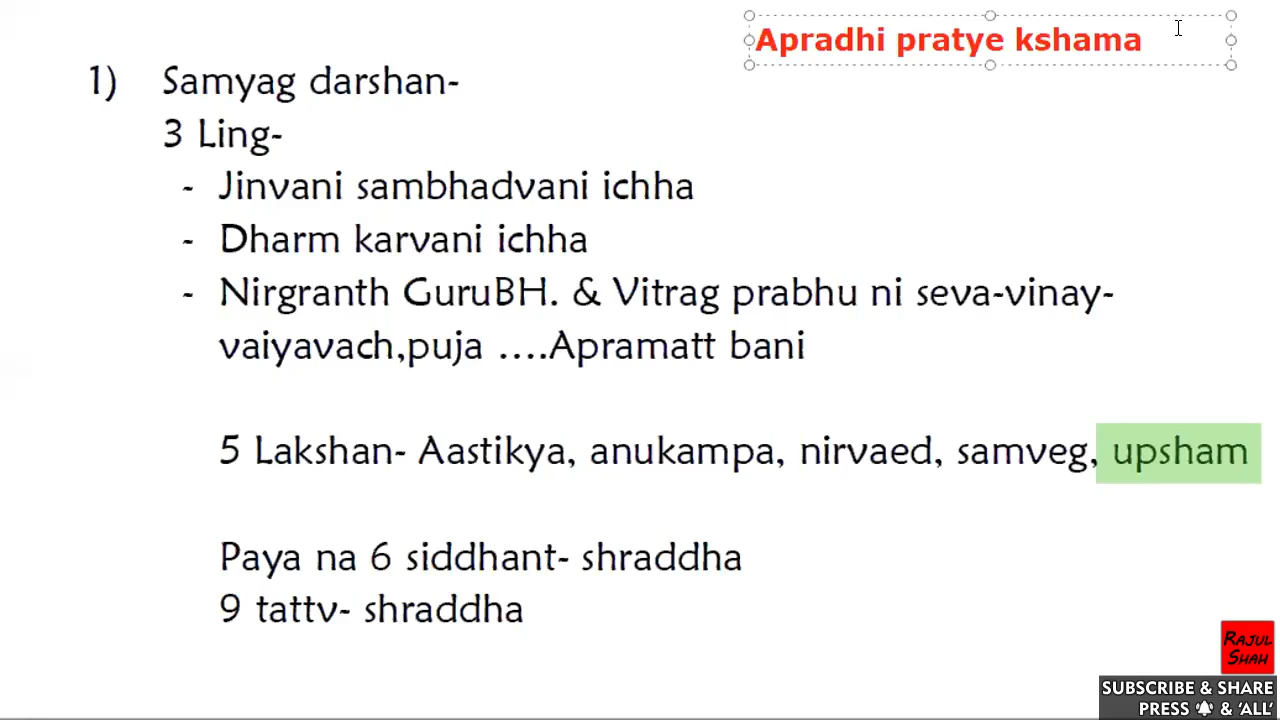 Apradhi pratye kshama
1) Samyag darshan-
3 Ling-
- Jinvani sambhadvani ichha
- Dharm karvani ichha
- Nirgranth GuruBH. & Vitrag prabhu ni seva-vinay-
vaiyavach,puja ....Apramatt bani
5 Lakshan- Aastikya, anukampa, nirvaed, samveg, upsham
Paya na 6 siddhant- shraddha
9 tattv- shraddha
RAJUL
SHAH
SUBSCRIBE & SHARE
PRESS 🔔 & 'ALL'